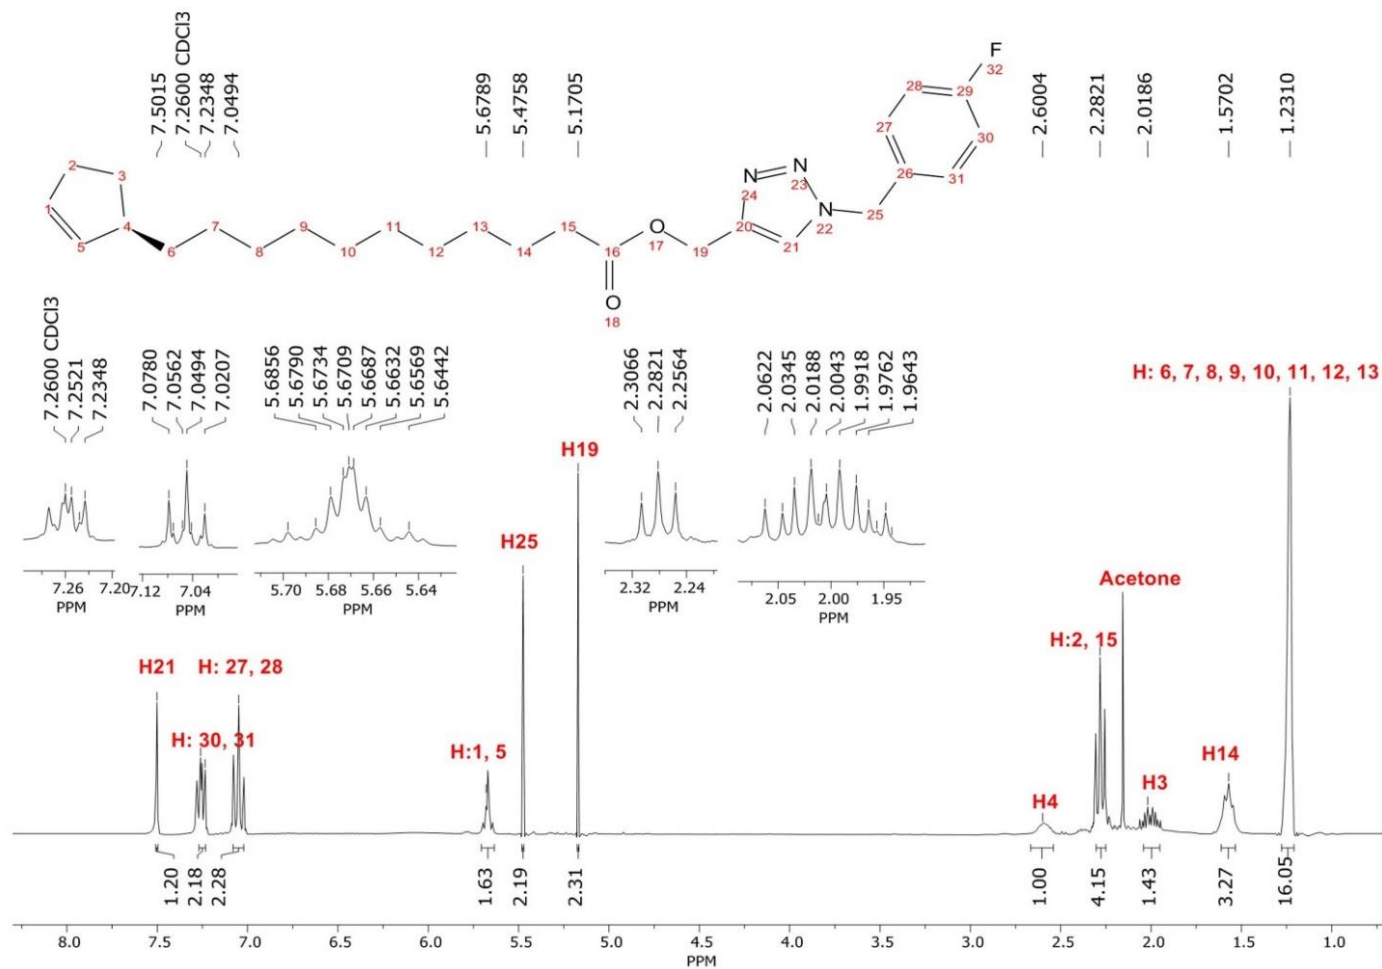 7.5015
7.2600 CDCl3
7.2348
7.0494
5.6789
5.4758
5.1705
2.6004
2.2821
2.0186
1.5702
1.2310
F
32
28
29
27
30
26
31
N
24
N
23
N
22
25
20
21
2
3
1
5
4
6
7
8
9
10
11
12
13
14
15
16
O
17
19
O
18
7.2600 CDCl3
7.2521
7.2348
7.0780
7.0562
7.0494
7.0207
5.6856
5.6790
5.6734
5.6709
5.6687
5.6632
5.6569
5.6442
2.3066
2.2821
2.2564
2.0622
2.0345
2.0188
2.0043
1.9918
1.9762
1.9643
H: 6, 7, 8, 9, 10, 11, 12, 13
H19
H25
7.26 7.20
PPM
7.12 7.04
PPM
5.70 5.68 5.66 5.64
PPM
2.32 2.24
PPM
2.05 2.00 1.95
PPM
Acetone
H21
H: 27, 28
H: 30, 31
H:1, 5
H:2, 15
H4
H3
H14
1.20
2.18
2.28
1.63
2.19
2.31
1.00
4.15
1.43
3.27
16.05
8.0 7.5 7.0 6.5 6.0 5.5 5.0 4.5 4.0 3.5 3.0 2.5 2.0 1.5 1.0
PPM